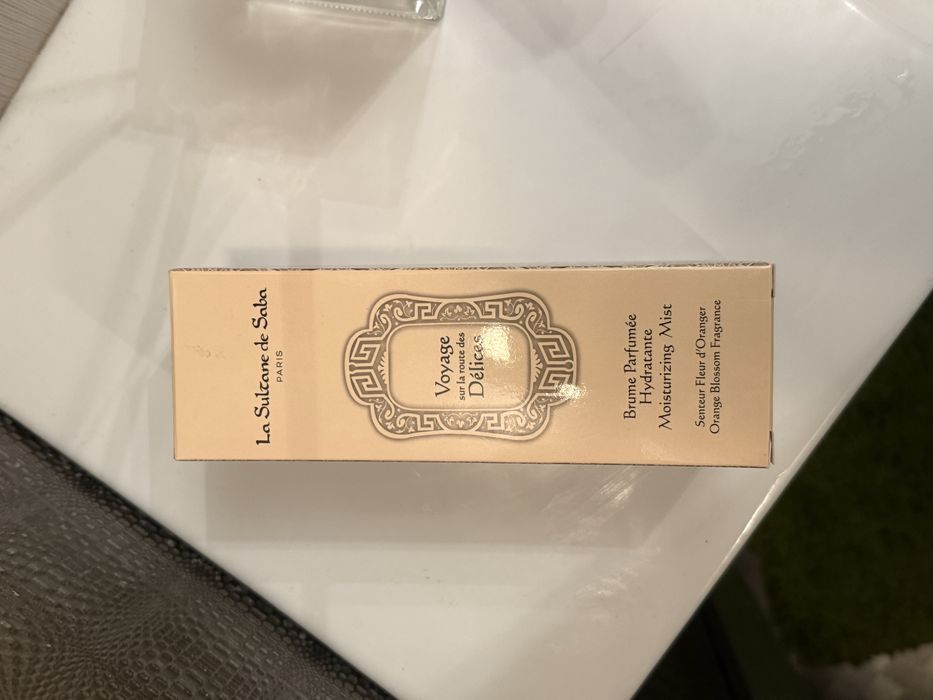 La Sultane de Saba
PARIS
Voyage
sur la route des
Délices
Brume Parfumée
Hydratante
Moisturizing Mist
Senteur Fleur d'Oranger
Orange Blossom Fragrance